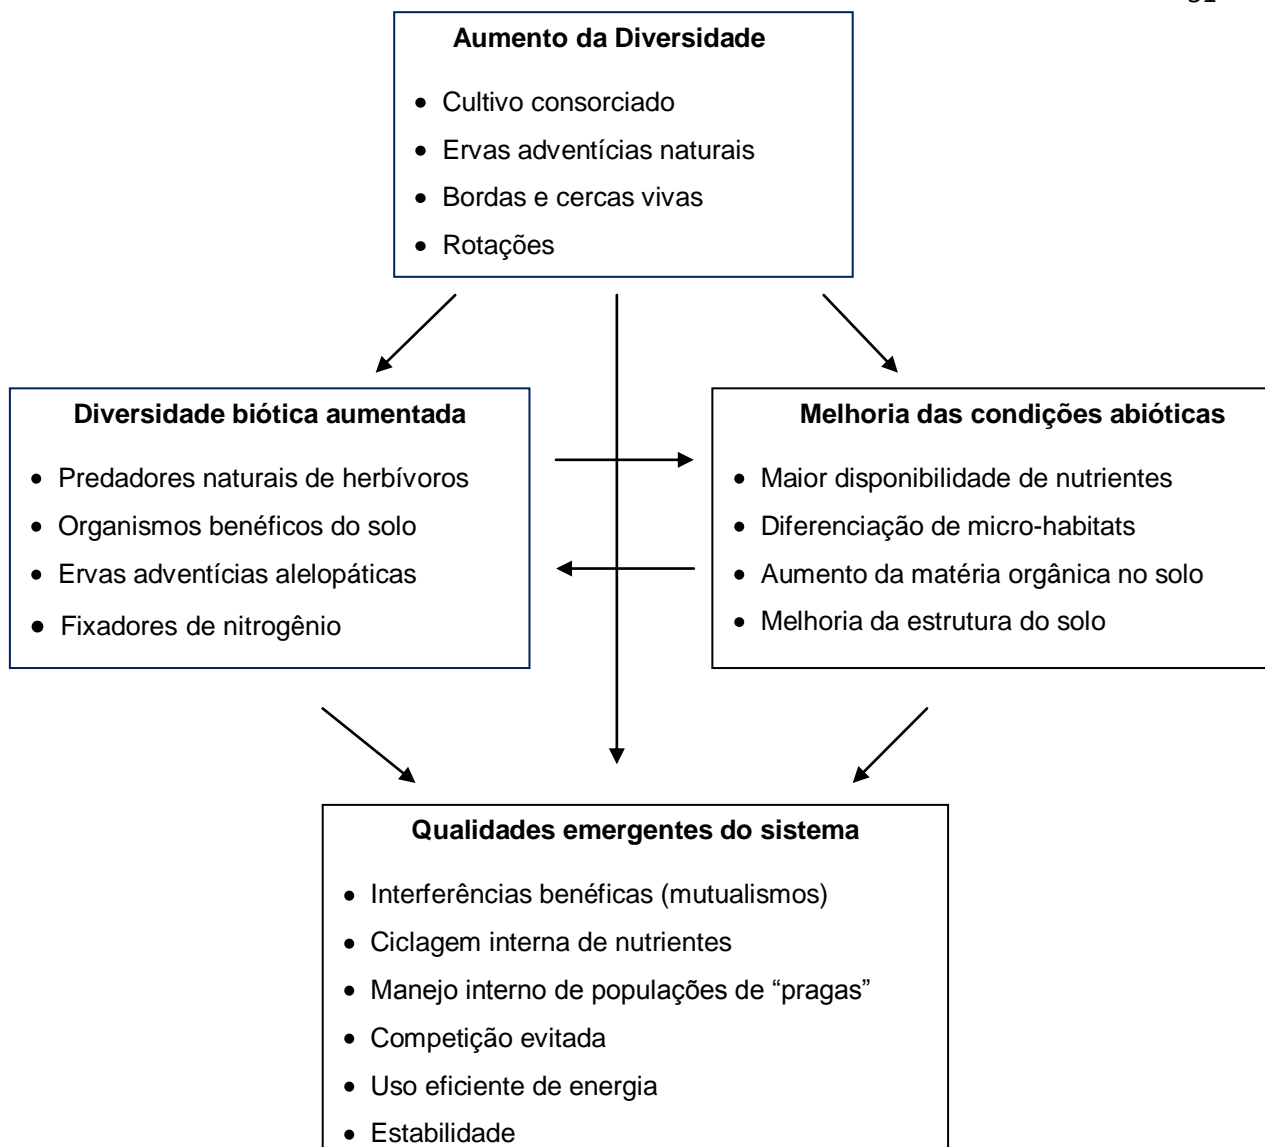 Aumento da Diversidade
• Cultivo consorciado
• Ervas adventícias naturais
• Bordas e cercas vivas
• Rotações
Diversidade biótica aumentada
• Predadores naturais de herbívoros
• Organismos benéficos do solo
• Ervas adventícias alelopáticas
• Fixadores de nitrogênio
Melhoria das condições abióticas
• Maior disponibilidade de nutrientes
• Diferenciação de micro-habitats
• Aumento da matéria orgânica no solo
• Melhoria da estrutura do solo
Qualidades emergentes do sistema
• Interferências benéficas (mutualismos)
• Ciclagem interna de nutrientes
• Manejo interno de populações de “pragas”
• Competição evitada
• Uso eficiente de energia
• Estabilidade